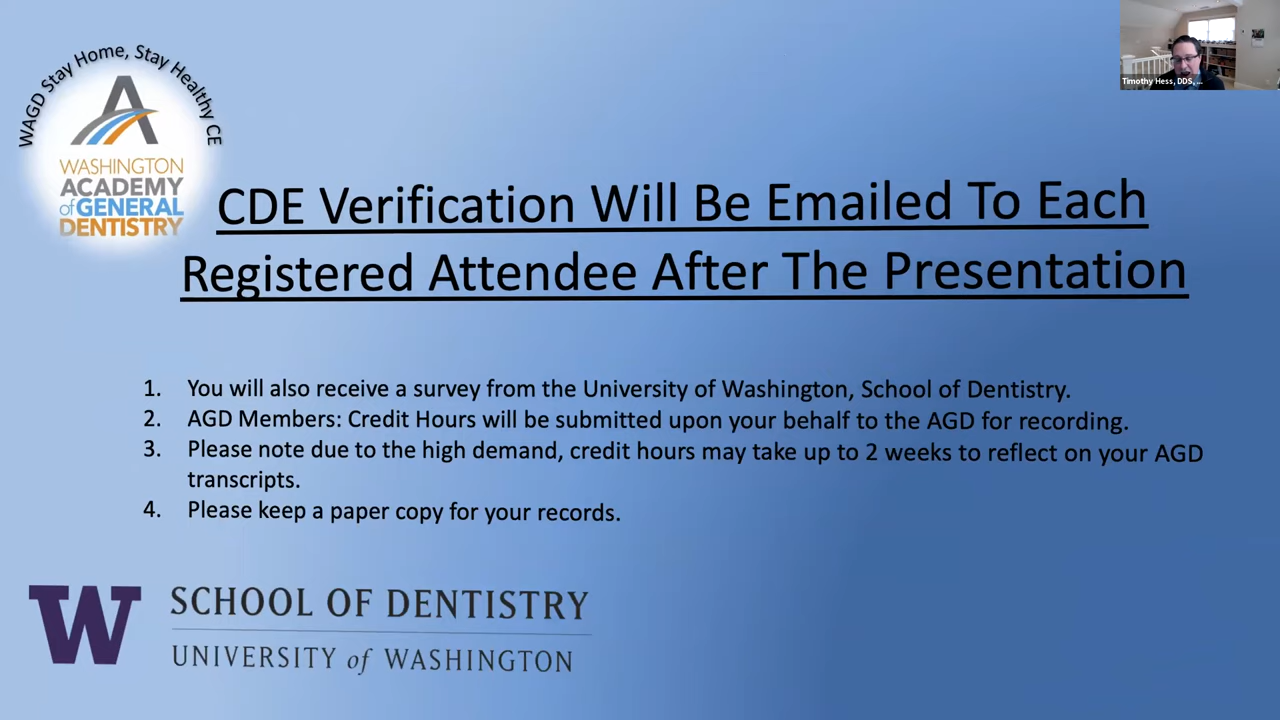 WAGD Stay Home, Stay Healthy CE
WASHINGTON
ACADEMY
of GENERAL
DENTISTRY
Timothy Hess, DDS, ...
CDE Verification Will Be Emailed To Each
Registered Attendee After The Presentation
1. You will also receive a survey from the University of Washington, School of Dentistry.
2. AGD Members: Credit Hours will be submitted upon your behalf to the AGD for recording.
3. Please note due to the high demand, credit hours may take up to 2 weeks to reflect on your AGD
transcripts.
4. Please keep a paper copy for your records.
W
SCHOOL OF DENTISTRY
UNIVERSITY of WASHINGTON